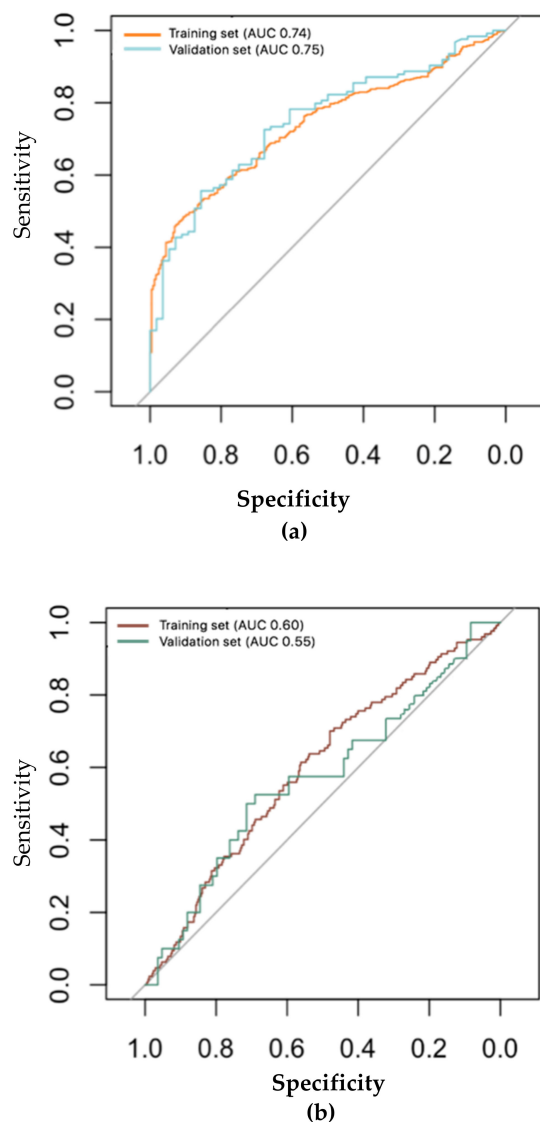 Training set (AUC 0.74)
Validation set (AUC 0.75)
Sensitivity
0.0 0.2 0.4 0.6 0.8 1.0
1.0 0.8 0.6 0.4 0.2 0.0
Specificity
(a)
Training set (AUC 0.60)
Validation set (AUC 0.55)
Sensitivity
0.0 0.2 0.4 0.6 0.8 1.0
1.0 0.8 0.6 0.4 0.2 0.0
Specificity
(b)